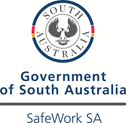 SOUTH AUSTRALIA
Government
of South Australia
SafeWork SA